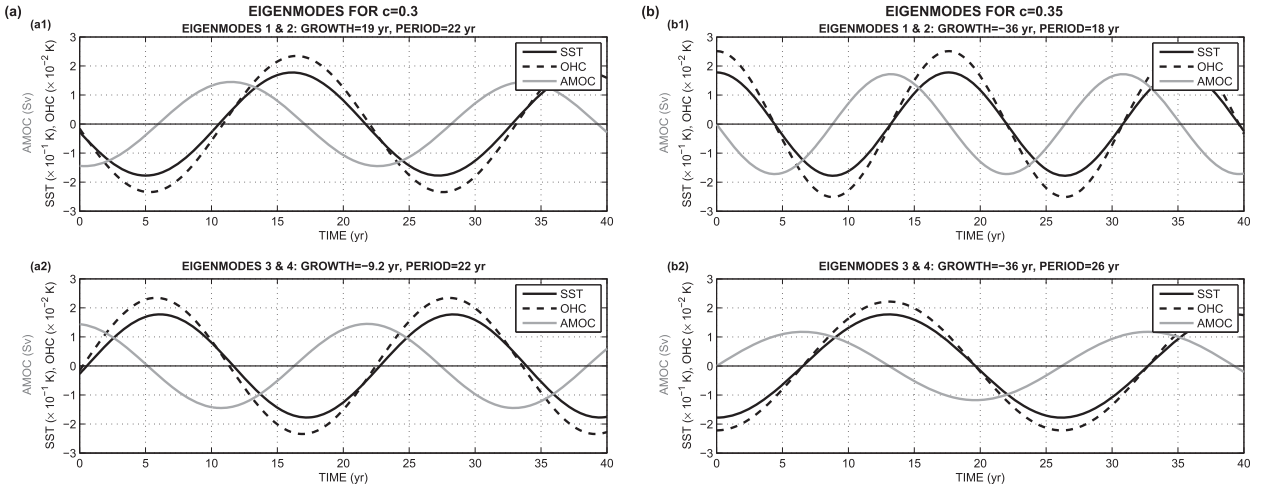 (a) EIGENMODES FOR c=0.3
(a1) EIGENMODES 1 & 2: GROWTH=19 yr, PERIOD=22 yr
AMOC (Sv)
SST (× 10⁻¹ K), OHC (× 10⁻² K)
3
2
1
0
−1
−2
−3
SST
OHC
AMOC
0 5 10 15 20 25 30 35 40
TIME (yr)
(a2) EIGENMODES 3 & 4: GROWTH=−9.2 yr, PERIOD=22 yr
AMOC (Sv)
SST (× 10⁻¹ K), OHC (× 10⁻² K)
3
2
1
0
−1
−2
−3
SST
OHC
AMOC
0 5 10 15 20 25 30 35 40
TIME (yr)
(b) EIGENMODES FOR c=0.35
(b1) EIGENMODES 1 & 2: GROWTH=−36 yr, PERIOD=18 yr
AMOC (Sv)
SST (× 10⁻¹ K), OHC (× 10⁻² K)
3
2
1
0
−1
−2
−3
SST
OHC
AMOC
0 5 10 15 20 25 30 35 40
TIME (yr)
(b2) EIGENMODES 3 & 4: GROWTH=−36 yr, PERIOD=26 yr
AMOC (Sv)
SST (× 10⁻¹ K), OHC (× 10⁻² K)
3
2
1
0
−1
−2
−3
SST
OHC
AMOC
0 5 10 15 20 25 30 35 40
TIME (yr)